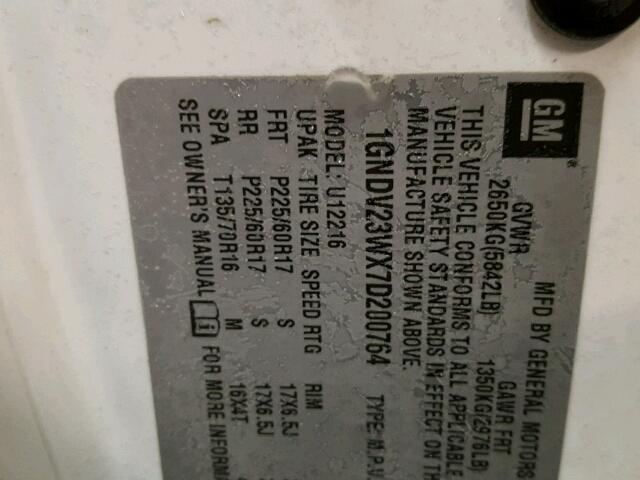 GM
MFD BY GENERAL MOTORS
GVWR GAWR FRT
2650KG(5842LB) 1350KG(2976LB)
THIS VEHICLE CONFORMS TO ALL APPLICABLE
VEHICLE SAFETY STANDARDS IN EFFECT ON TH
MANUFACTURE SHOWN ABOVE.
1GNDV23WX7D200764 TYPE: M.P.V.
MODEL: U12216
UPAK TIRE SIZE SPEED RTG RIM
FRT P225/60R17 S 17X6.5J
RR P225/60R17 S 17X6.5J
SPA T135/70R16 M 16X4T
SEE OWNER'S MANUAL FOR MORE INFORMA